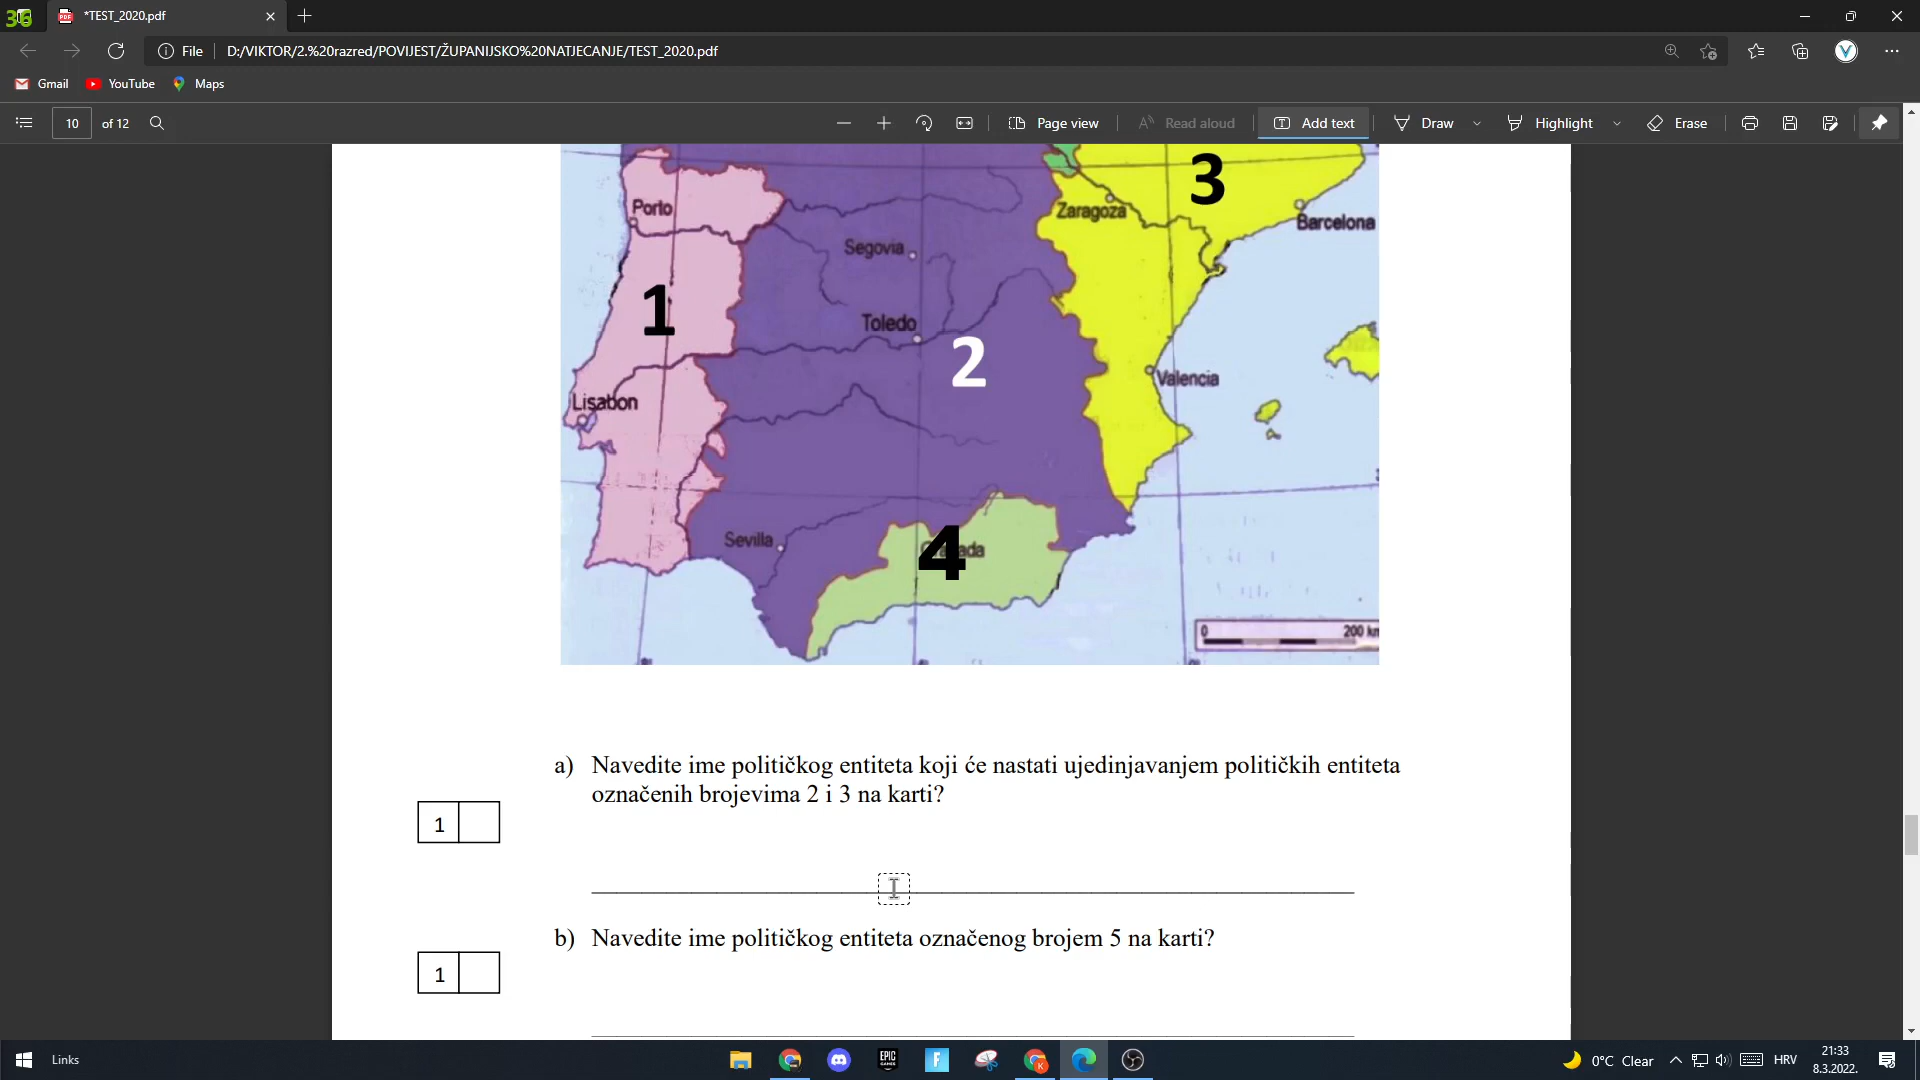 36
*TEST_2020.pdf
File
D:/VIKTOR/2.%20razred/POVIJEST/ŽUPANIJSKO%20NATJECANJE/TEST_2020.pdf
Gmail
YouTube
Maps
10 of 12
Page view
Read aloud
Add text
Draw
Highlight
Erase
3
Porto
Zaragoza
Barcelona
Segovia
1
Toledo
2
Valencia
Lisabon
Sevilla
4
0 200 km
a) Navedite ime političkog entiteta koji će nastati ujedinjavanjem političkih entiteta
označenih brojevima 2 i 3 na karti?
1
b) Navedite ime političkog entiteta označenog brojem 5 na karti?
1
Links
EPIC GAMES
0°C Clear
HRV
21:33
8.3.2022.